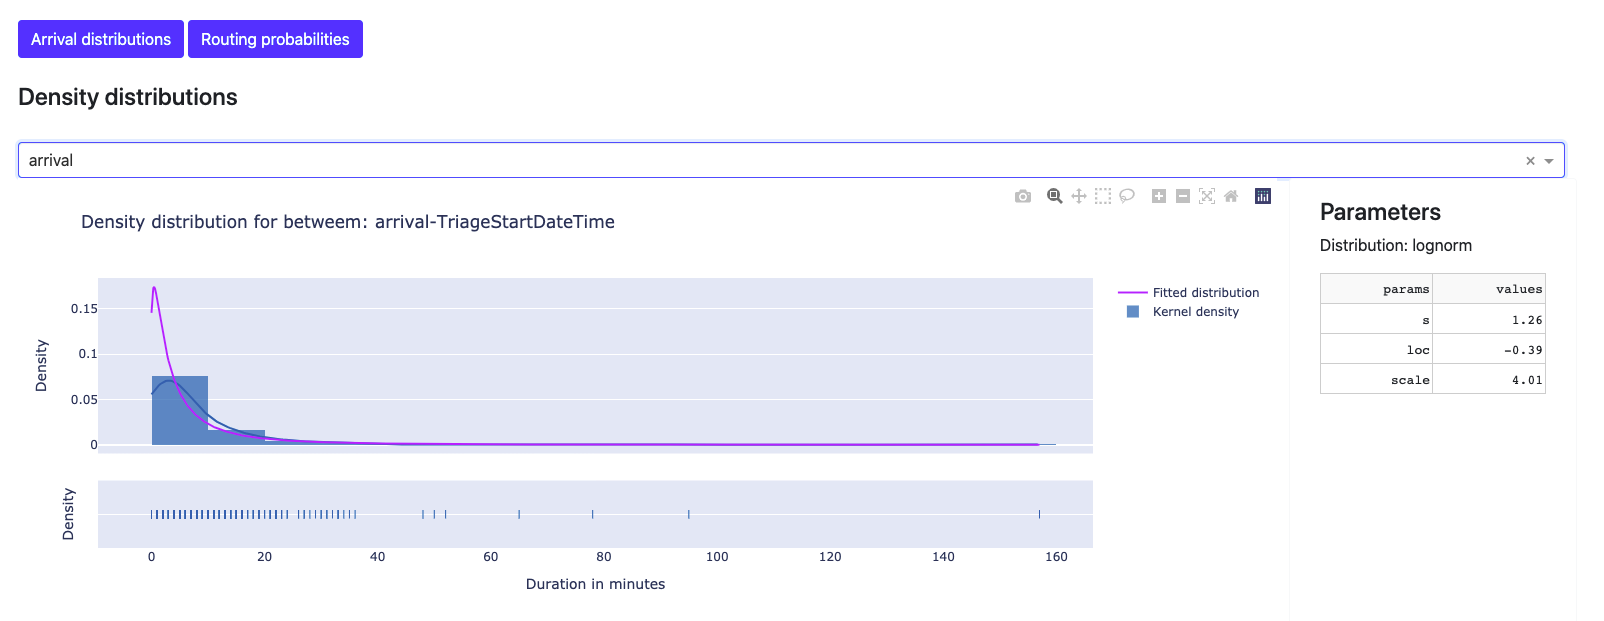 Arrival distributions Routing probabilities
Density distributions
arrival
Density distribution for betweem: arrival-TriageStartDateTime
Parameters
Distribution: lognorm
params values
s 1.26
loc -0.39
scale 4.01
Fitted distribution
Kernel density
Density
0.15
0.1
0.05
0
Density
0 20 40 60 80 100 120 140 160
Duration in minutes